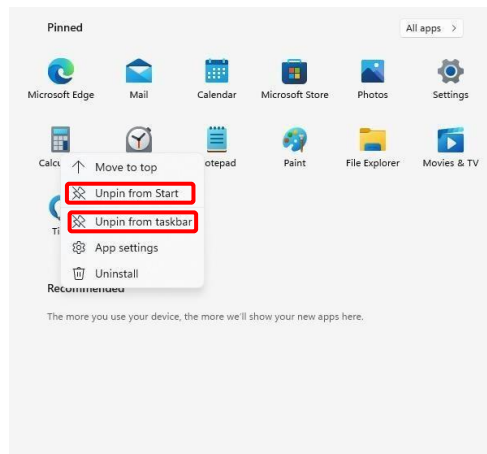 Pinned
All apps >
Microsoft Edge Mail Calendar Microsoft Store Photos Settings
Calcu otepad Paint File Explorer Movies & TV
Move to top
Unpin from Start
Unpin from taskbar
Ti
App settings
Uninstall
Recommended
The more you use your device, the more we'll show your new apps here.